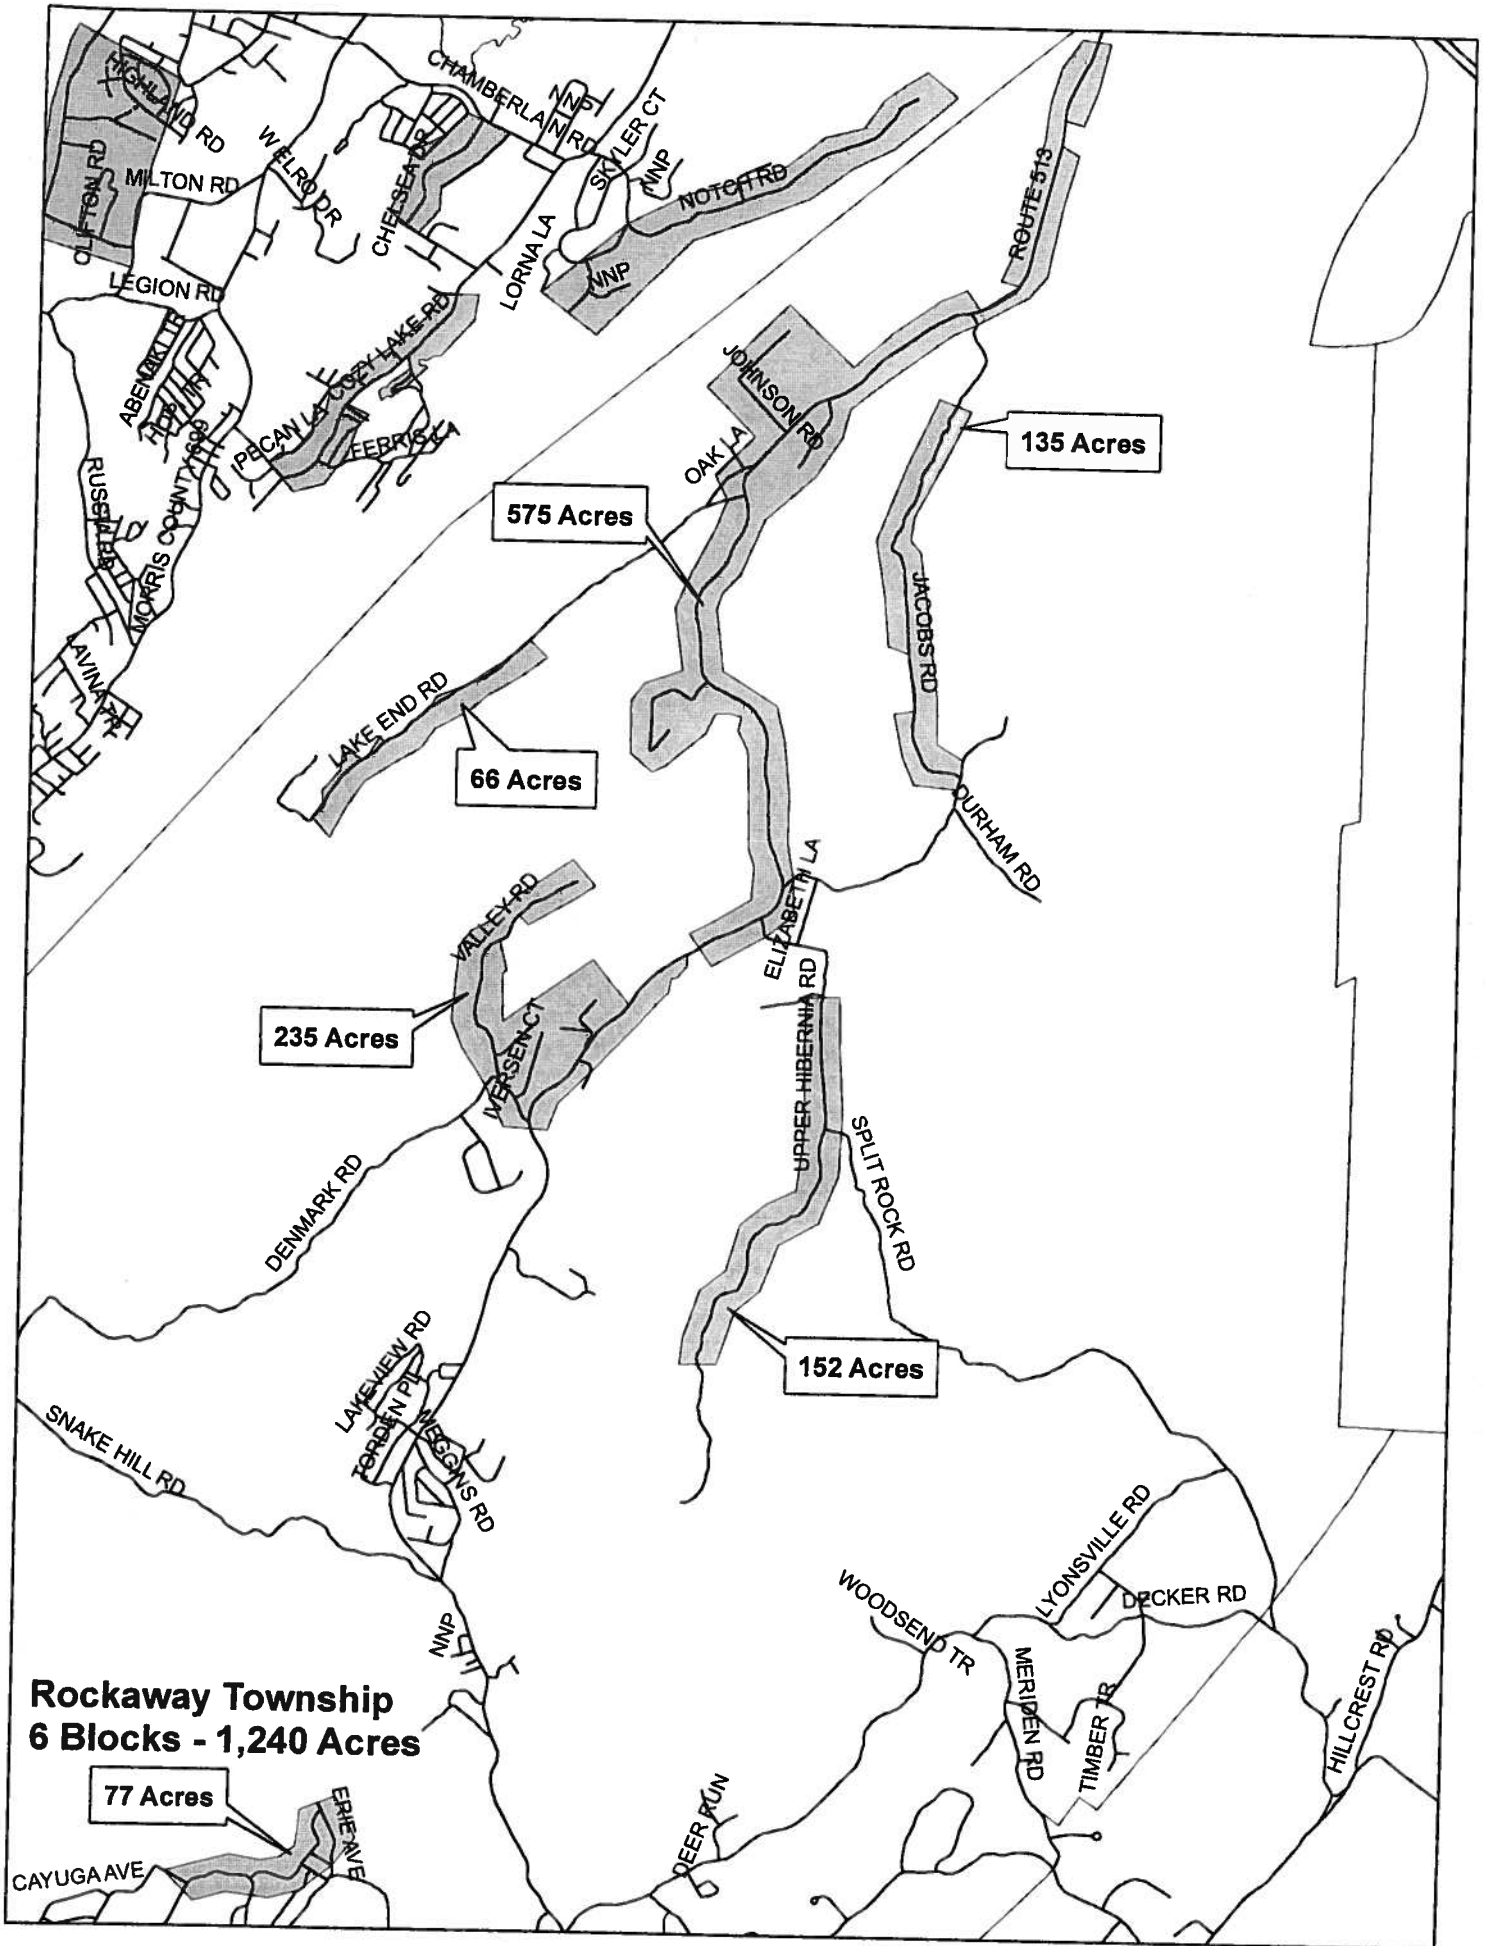 HIGHLAND RD
CHAMBERLAIN RD
NNP
SKYLER CT
NNP
WELRO DR
MILTON RD
CLIFTON RD
CHELSEA DR
NOTCH RD
ROUTE 513
LORNA LA
NNP
LEGION RD
COZY LAKE RD
ABENAKI TR
TR
PECAN LA
FERRIS LA
JOHNSON RD
OAK LA
135 Acres
575 Acres
RUSSIA RD
MORRIS COUNTY 699
JACOBS RD
LAKE END RD
66 Acres
DURHAM RD
ELIZABETH LA
VALLEY RD
235 Acres
IVERSEN CT
UPPER HIBERNIA RD
SPLIT ROCK RD
DENMARK RD
152 Acres
LAKEVIEW RD
TORDEN PL
MEGGINS RD
SNAKE HILL RD
LYONSVILLE RD
WOODSEND TR
DECKER RD
NNP
MERIDEN RD
TIMBER TR
HILLCREST RD
Rockaway Township
6 Blocks - 1,240 Acres
77 Acres
ERIE AVE
CAYUGA AVE
DEER RUN